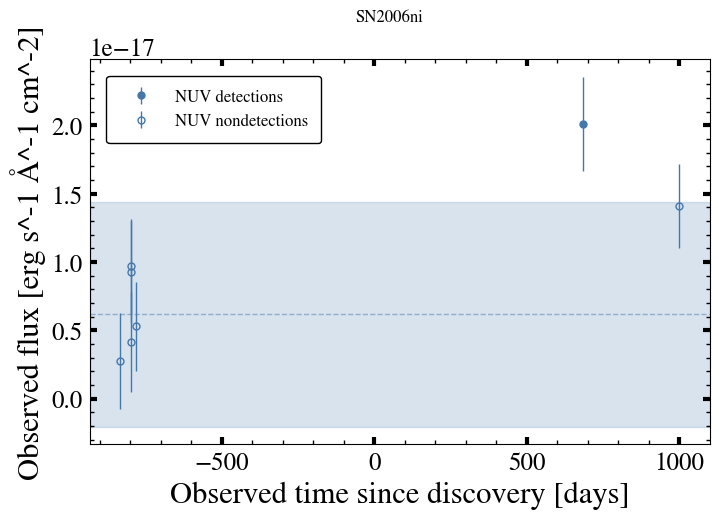 SN2006ni
1e−17
NUV detections
NUV nondetections
Observed flux [erg s^-1 Å^-1 cm^-2]
2.0
1.5
1.0
0.5
0.0
−500
0
500
1000
Observed time since discovery [days]